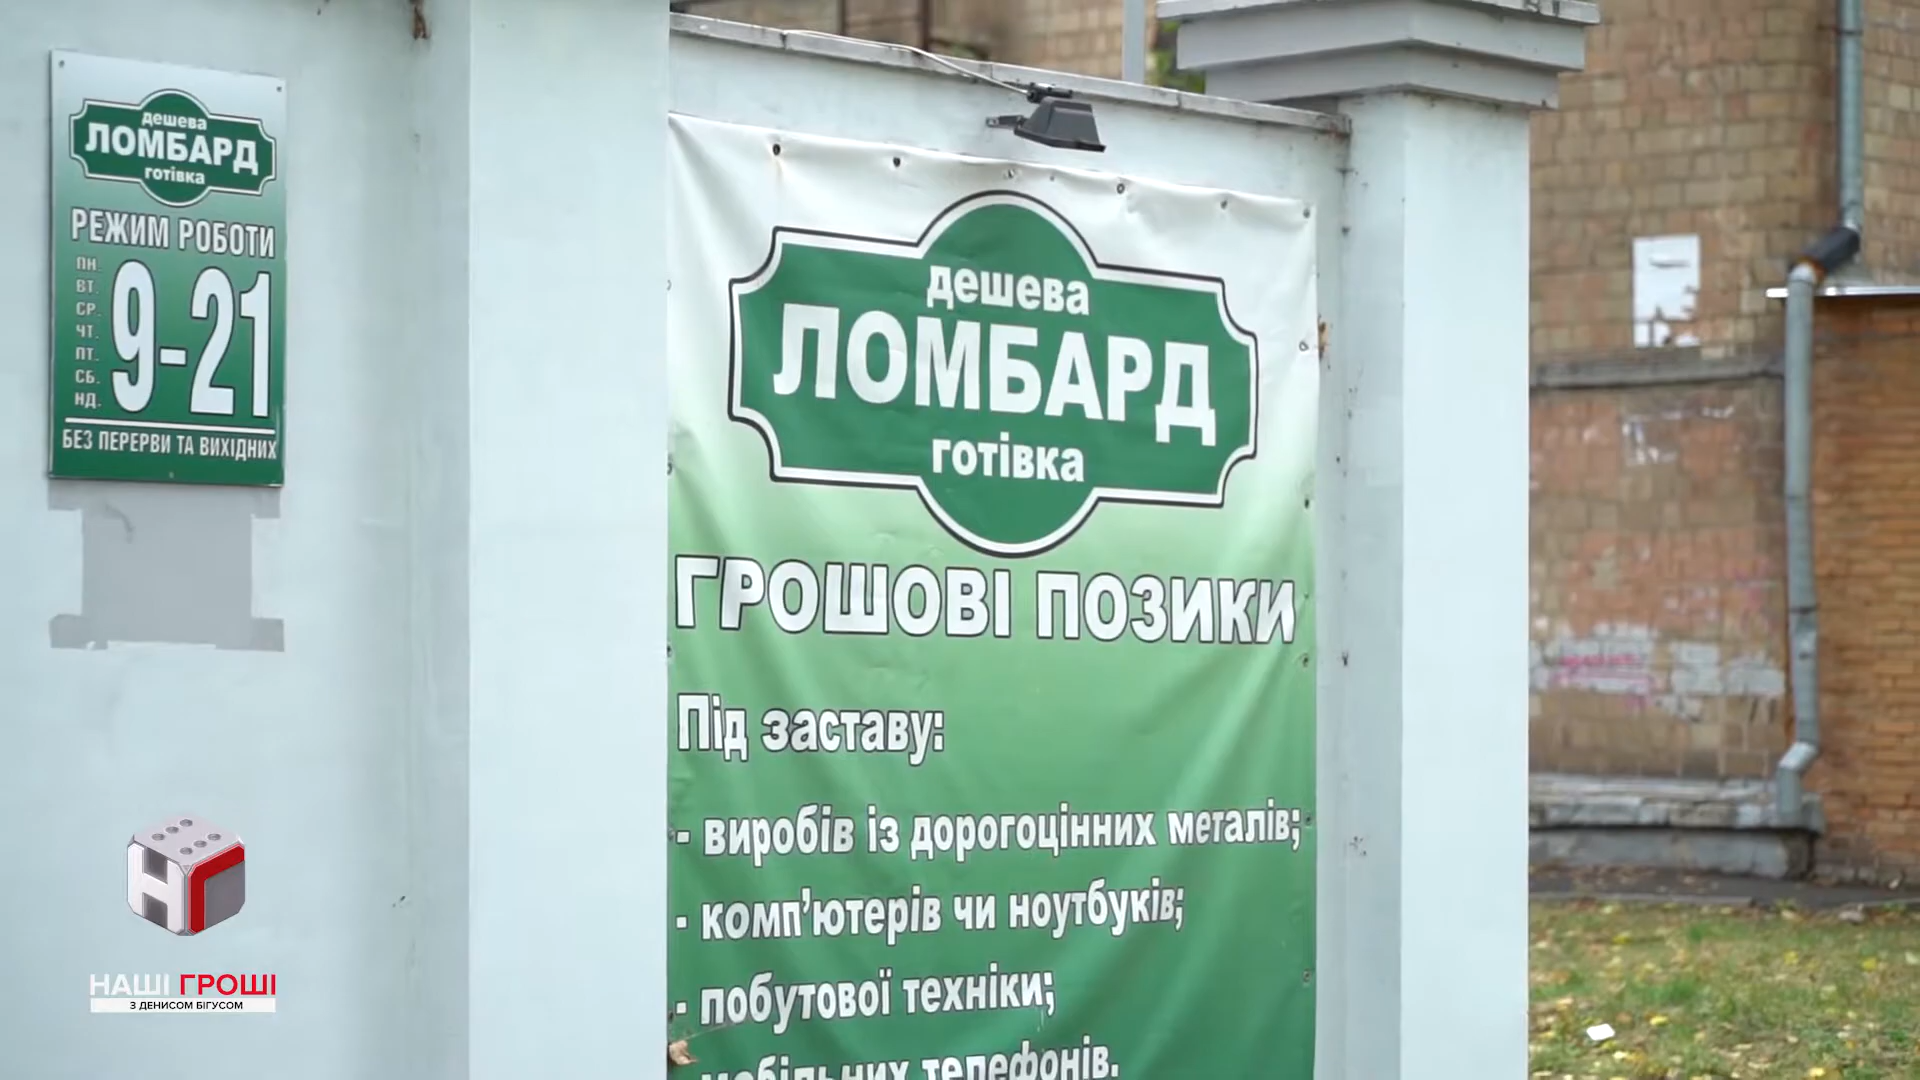 дешева
ЛОМБАРД
готівка
РЕЖИМ РОБОТИ
ПН.
ВТ.
СР.
ЧТ.
ПТ.
СБ.
НД.
9-21
БЕЗ ПЕРЕРВИ ТА ВИХІДНИХ
дешева
ЛОМБАРД
готівка
ГРОШОВІ ПОЗИКИ
Під заставу:
- виробів із дорогоцінних металів;
- комп’ютерів чи ноутбуків;
- побутової техніки;
мобільних телефонів.
НАШІ ГРОШІ
З ДЕНИСОМ БІГУСОМ